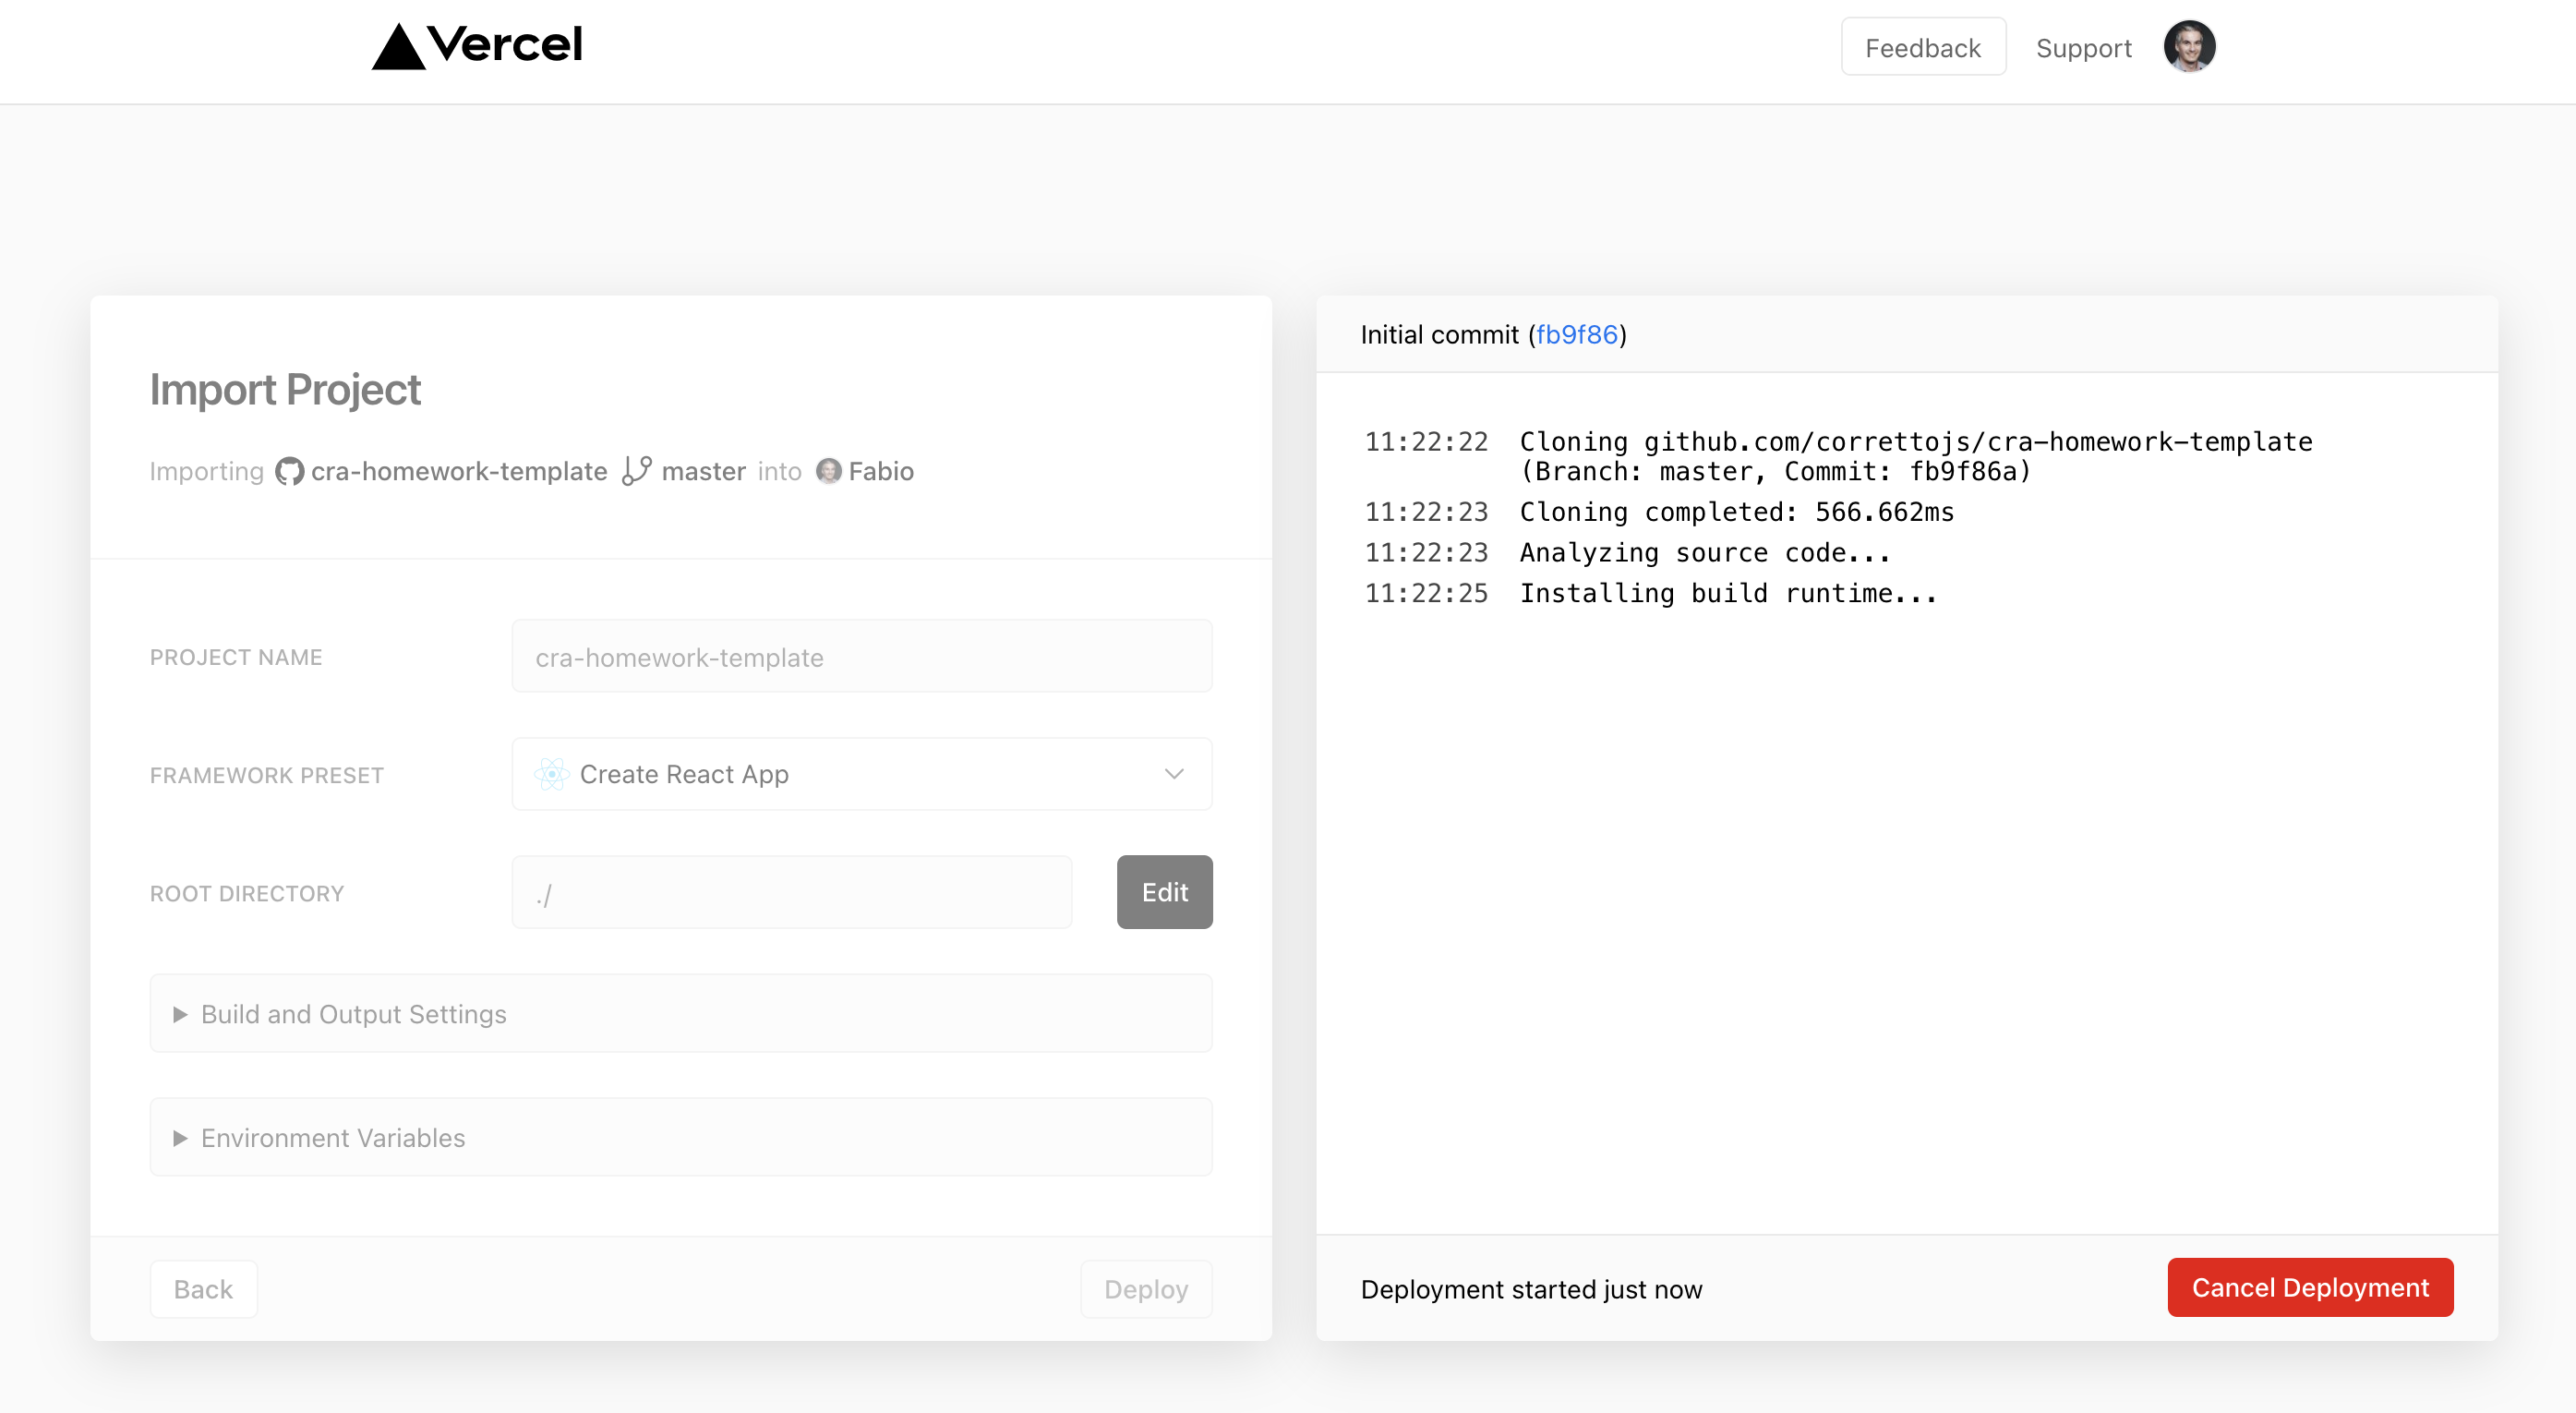 Vercel
Feedback
Support
Import Project
Importing cra-homework-template master into Fabio
PROJECT NAME
cra-homework-template
FRAMEWORK PRESET
Create React App
ROOT DIRECTORY
./
Edit
Build and Output Settings
Environment Variables
Back
Deploy
Initial commit (fb9f86)
11:22:22 Cloning github.com/correttojs/cra-homework-template
(Branch: master, Commit: fb9f86a)
11:22:23 Cloning completed: 566.662ms
11:22:23 Analyzing source code...
11:22:25 Installing build runtime...
Deployment started just now
Cancel Deployment